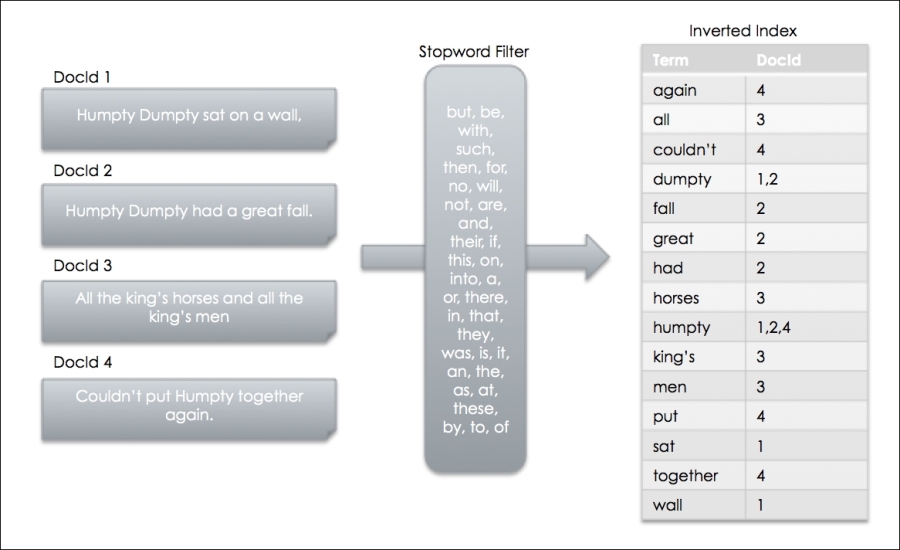 DocId 1
Humpty Dumpty sat on a wall,
DocId 2
Humpty Dumpty had a great fall.
DocId 3
All the king's horses and all the
king's men
DocId 4
Couldn't put Humpty together
again.
Stopword Filter
but, be,
with,
such,
then, for,
no, will,
not, are,
and,
their, if,
this, on,
into, a,
or, there,
in, that,
they,
was, is, it,
an, the,
as, at,
these,
by, to, of
Inverted Index
Term DocId
again 4
all 3
couldn't 4
dumpty 1,2
fall 2
great 2
had 2
horses 3
humpty 1,2,4
king's 3
men 3
put 4
sat 1
together 4
wall 1